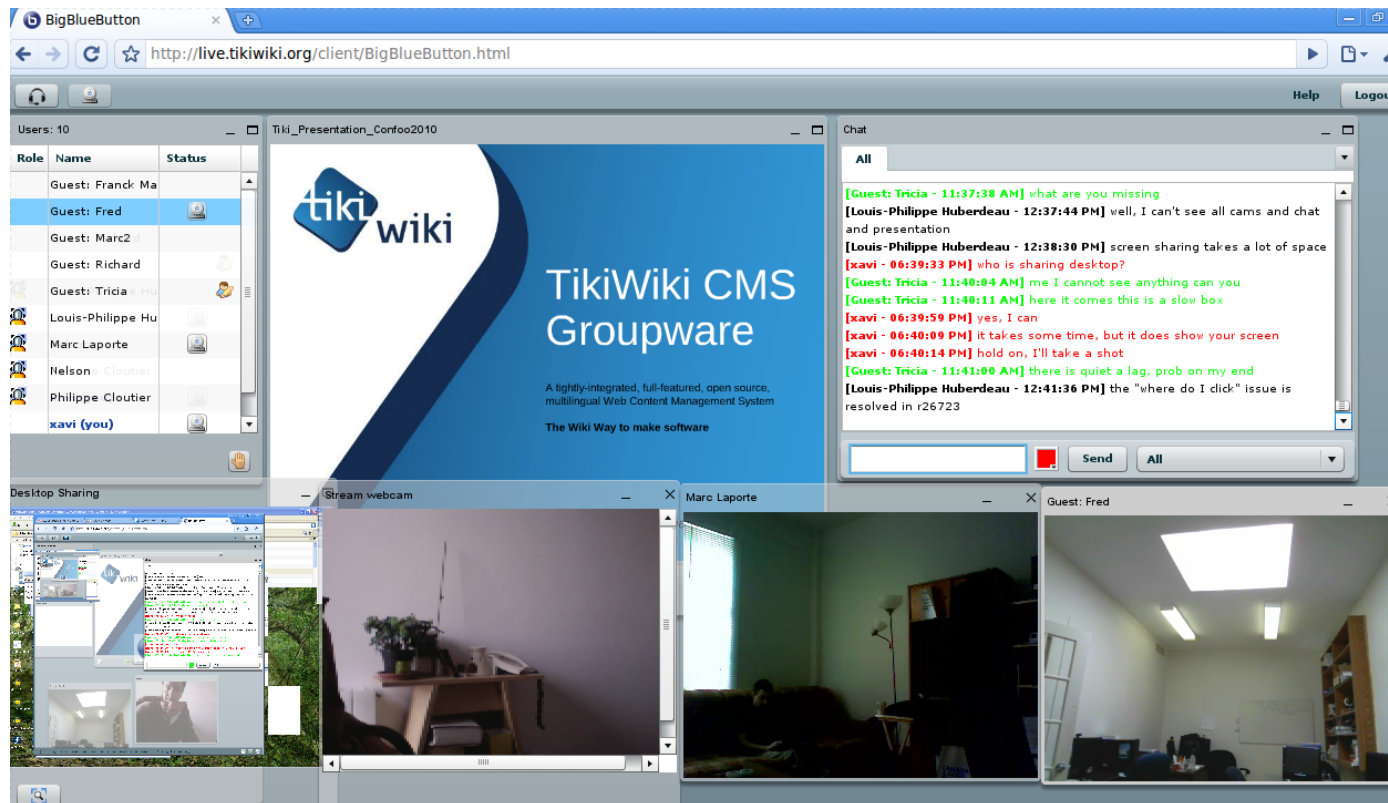 BigBlueButton
http://live.tikiwiki.org/client/BigBlueButton.html
Help
Logou
Users: 10
Role Name Status
Guest: Franck Ma
Guest: Fred
Guest: Marc2
Guest: Richard
Guest: Tricia
Louis-Philippe Hu
Marc Laporte
Nelson
Philippe Cloutier
xavi (you)
Tiki_Presentation_Confoo2010
tiki
wiki
TikiWiki CMS
Groupware
A tightly-integrated, full-featured, open source,
multilingual Web Content Management System
The Wiki Way to make software
Chat
All
[Guest: Tricia - 11:37:38 AM] what are you missing
[Louis-Philippe Huberdeau - 12:37:44 PM] well, I can't see all cams and chat
and presentation
[Louis-Philippe Huberdeau - 12:38:30 PM] screen sharing takes a lot of space
[xavi - 06:39:33 PM] who is sharing desktop?
[Guest: Tricia - 11:40:04 AM] me I cannot see anything can you
[Guest: Tricia - 11:40:11 AM] here it comes this is a slow box
[xavi - 06:39:59 PM] yes, I can
[xavi - 06:40:09 PM] it takes some time, but it does show your screen
[xavi - 06:40:14 PM] hold on, I'll take a shot
[Guest: Tricia - 11:41:00 AM] there is quiet a lag, prob on my end
[Louis-Philippe Huberdeau - 12:41:36 PM] the "where do I click" issue is
resolved in r26723
Send
All
Desktop Sharing
Stream webcam
Marc Laporte
Guest: Fred